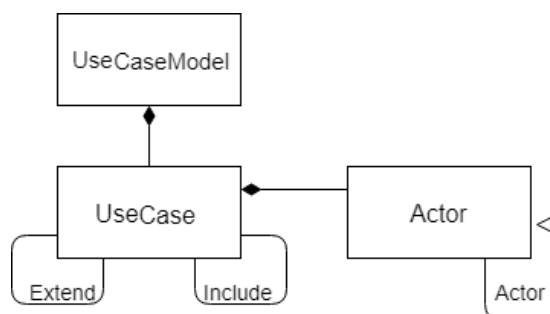 UseCaseModel
UseCase
Actor
Extend
Include
Actor